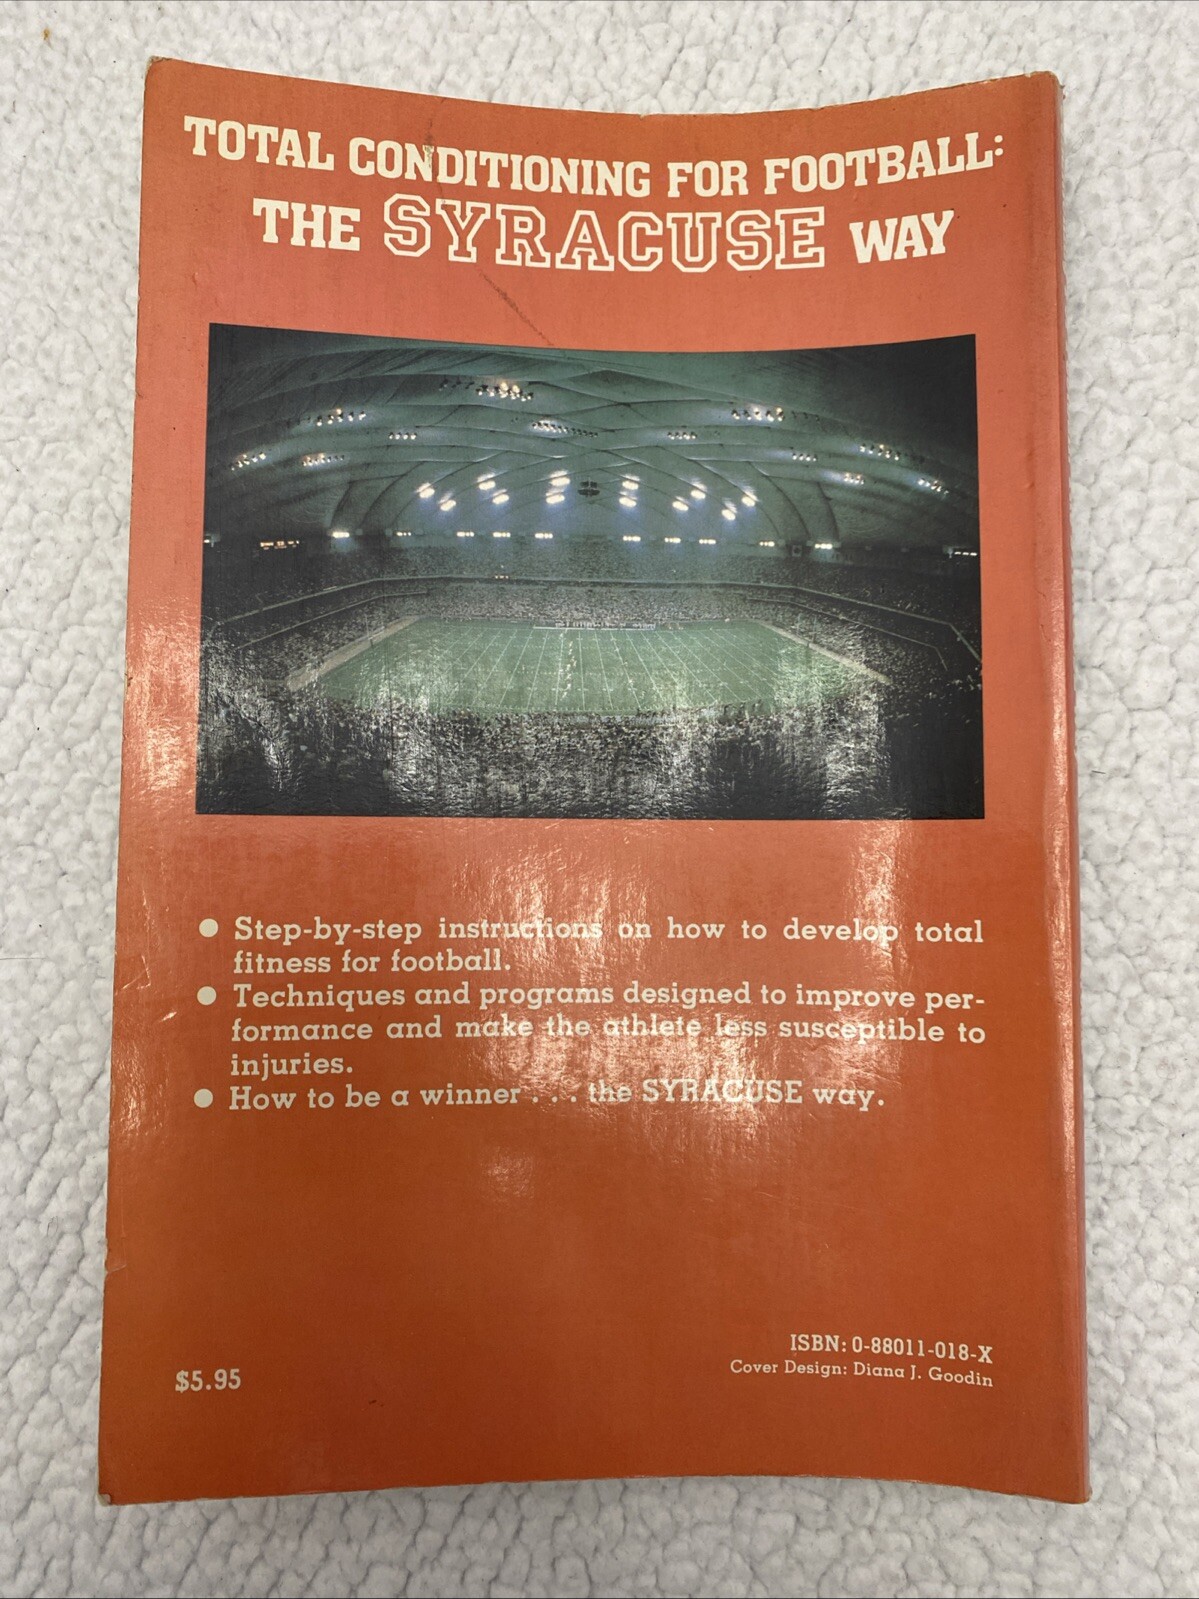 TOTAL CONDITIONING FOR FOOTBALL:
THE SYRACUSE WAY
● Step-by-step instructions on how to develop total
fitness for football.
● Techniques and programs designed to improve per-
formance and make the athlete less susceptible to
injuries.
● How to be a winner . . . the SYRACUSE way.
ISBN: 0-88011-018-X
Cover Design: Diana J. Goodin
$5.95